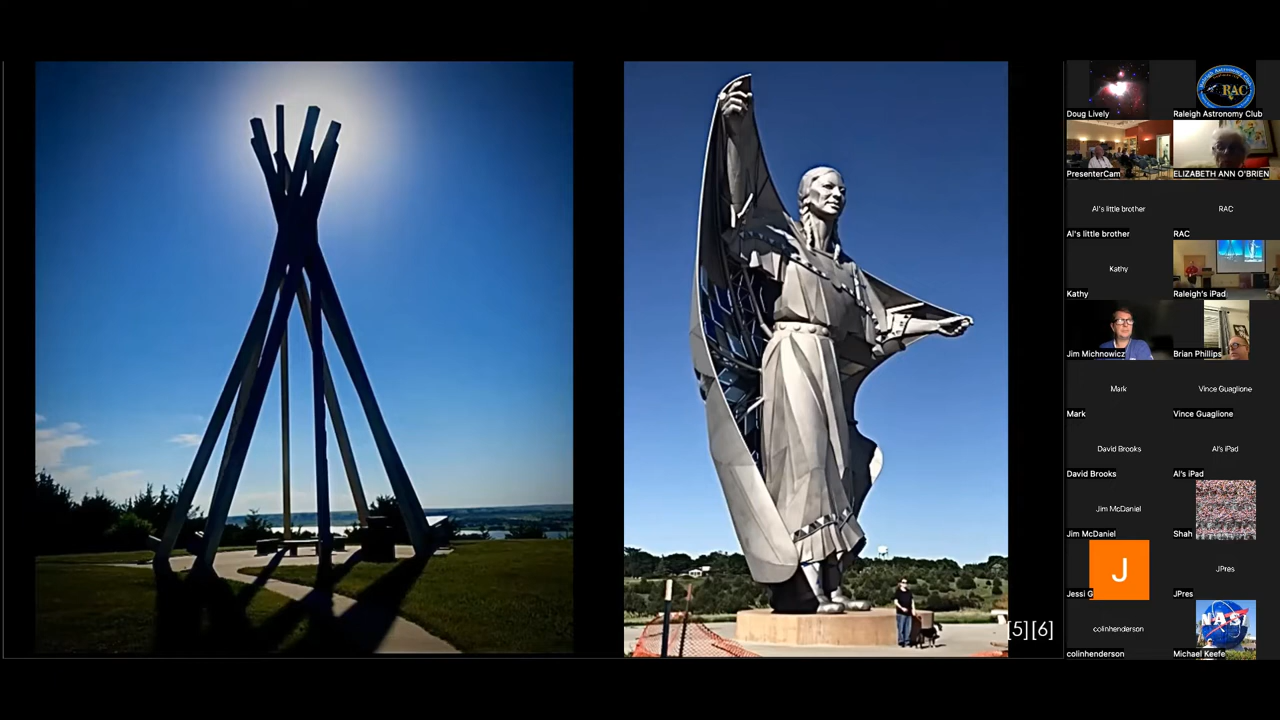 [5][6]
Doug Lively
RAC
Raleigh Astronomy Club
PresenterCam
ELIZABETH ANN O'BRIEN
Al's little brother
RAC
Al's little brother
RAC
Kathy
Kathy
Raleigh's iPad
Jim Michnowicz
Brian Phillips
Mark
Vince Guaglione
Mark
Vince Guaglione
David Brooks
Al's iPad
David Brooks
Al's iPad
Jim McDaniel
Jim McDaniel
Shah
J
JPres
Jessi G
JPres
colinhenderson
NASA
colinhenderson
Michael Keefe